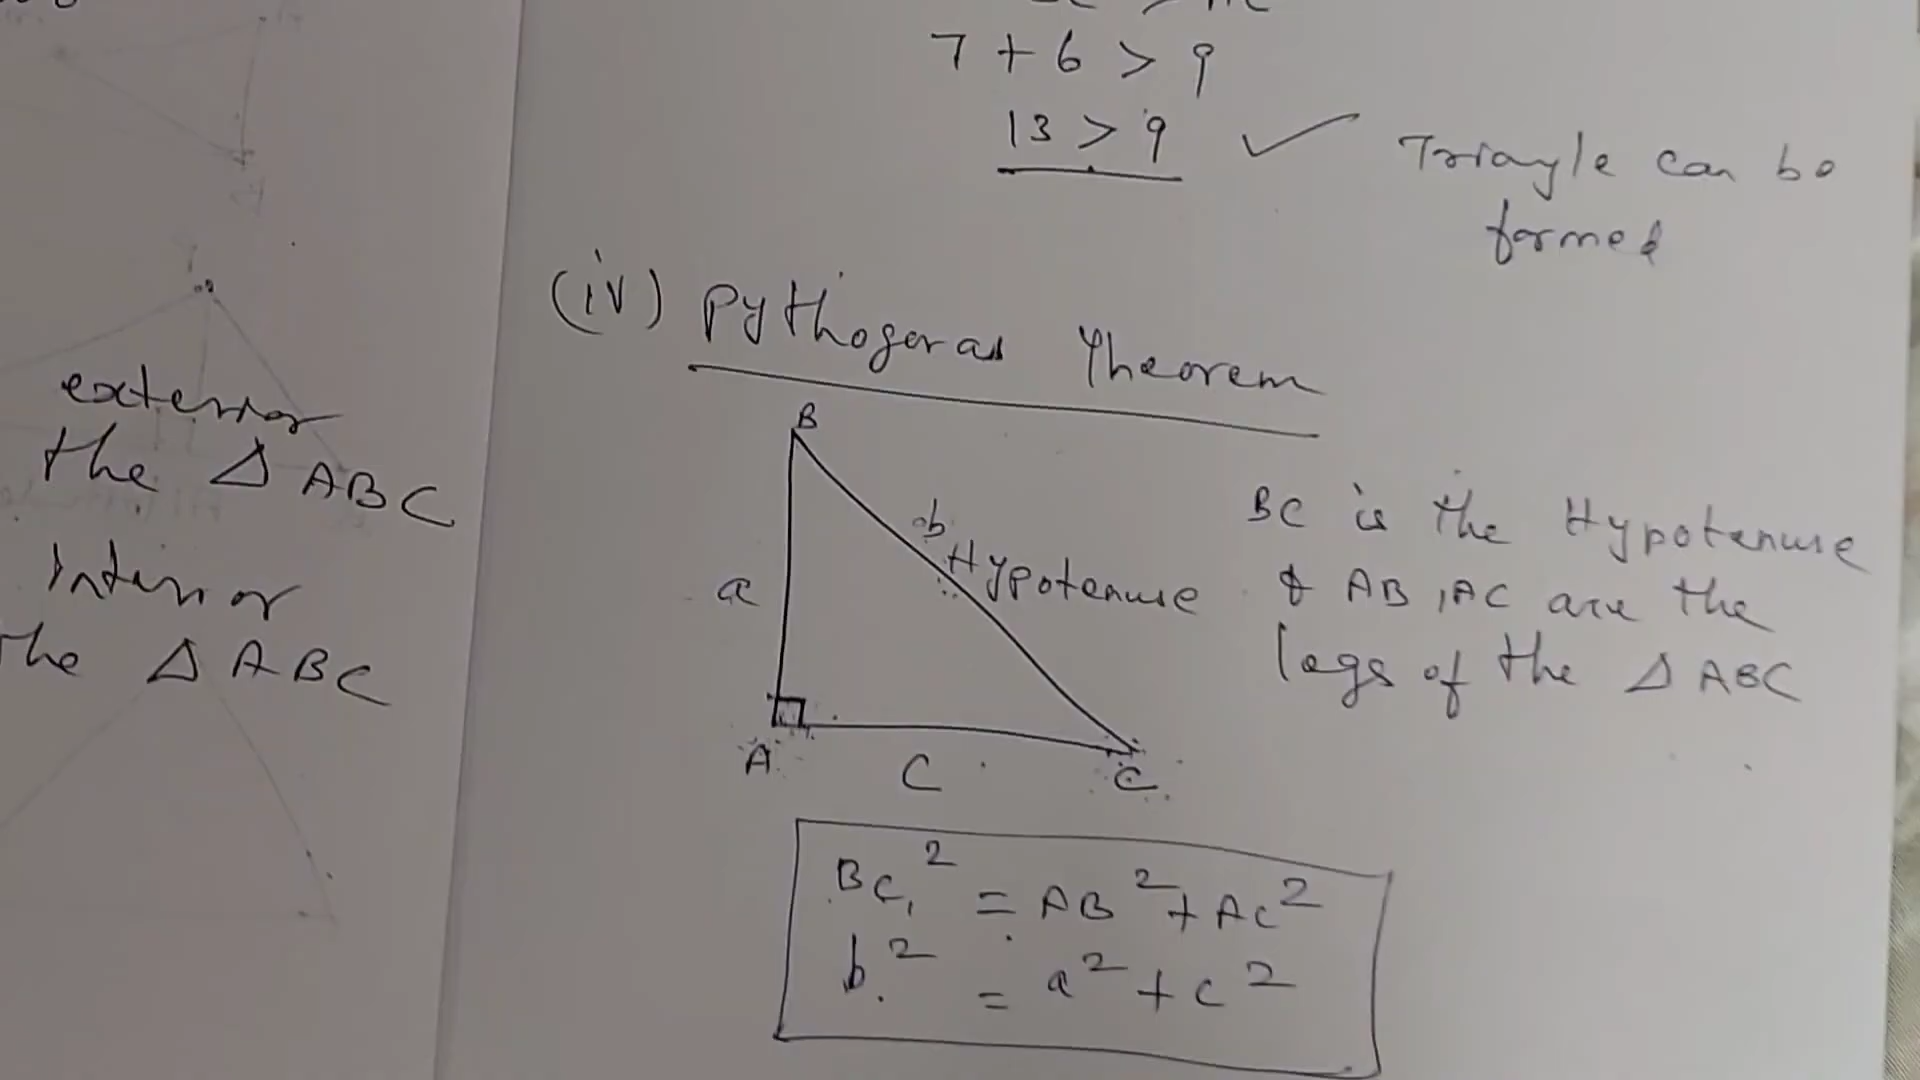 7 + 6 > 9
13 > 9 ✓ Triangle can be
formed
(iv) Pythogoras Theorem
B
a
b
Hypotenuse
A
C
C
BC is the Hypotenuse
& AB, AC are the
legs of the Δ ABC
BC² = AB² + AC²
b² = a² + c²
exterior
the Δ ABC
Interior
the Δ ABC